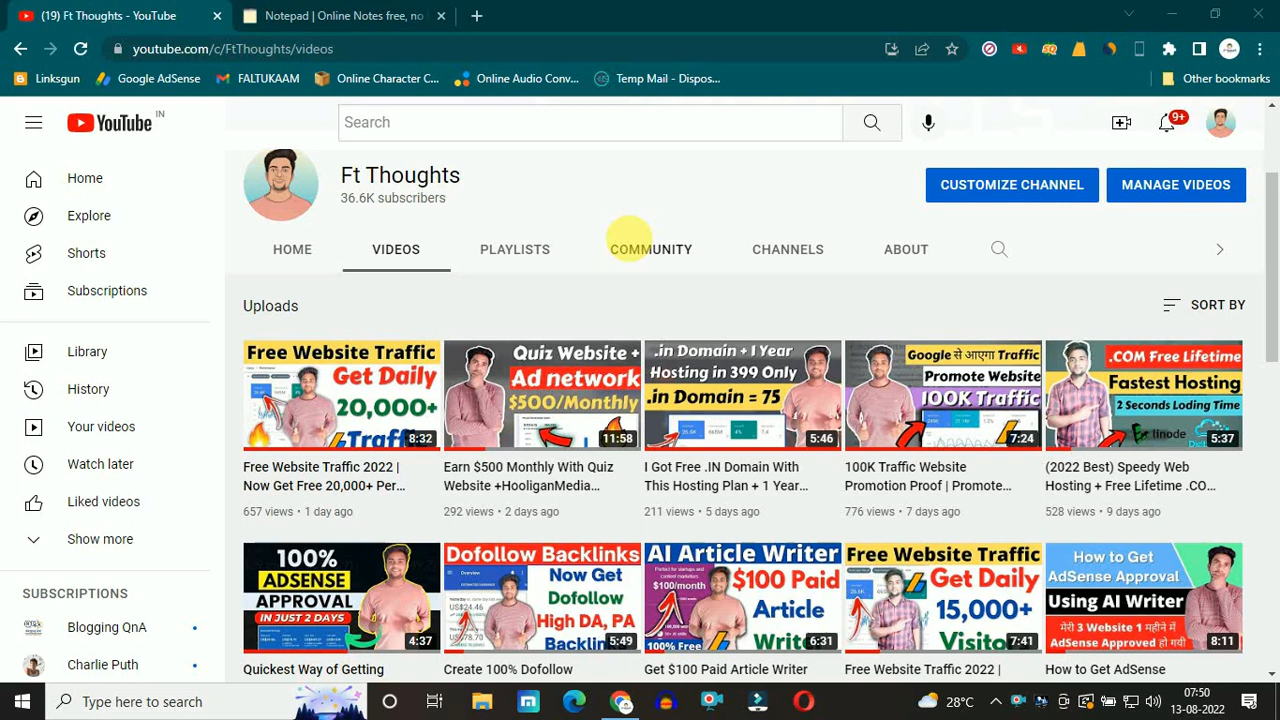 (19) Ft Thoughts - YouTube
Notepad | Online Notes free, no
youtube.com/c/FtThoughts/videos
Linksgun
Google AdSense
FALTUKAAM
Online Character C...
Online Audio Conv...
Temp Mail - Dispos...
Other bookmarks
YouTube IN
Search
9+
Home
Explore
Shorts
Subscriptions
Library
History
Your videos
Watch later
Liked videos
Show more
SUBSCRIPTIONS
Blogging QnA
Charlie Puth
Ft Thoughts
36.6K subscribers
CUSTOMIZE CHANNEL
MANAGE VIDEOS
HOME
VIDEOS
PLAYLISTS
COMMUNITY
CHANNELS
ABOUT
Uploads
SORT BY
Free Website Traffic
Get Daily
20,000+
Traffic
8:32
Free Website Traffic 2022 |
Now Get Free 20,000+ Per...
657 views • 1 day ago
Quiz Website +
Ad network
$500/Monthly
11:58
Earn $500 Monthly With Quiz
Website +HooliganMedia...
292 views • 2 days ago
.in Domain + 1 Year
Hosting in 399 Only
.in Domain = 75
5:46
I Got Free .IN Domain With
This Hosting Plan + 1 Year...
211 views • 5 days ago
Google से आएगा Traffic
Promote Website
100K Traffic
7:24
100K Traffic Website
Promotion Proof | Promote...
776 views • 7 days ago
.COM Free Lifetime
Fastest Hosting
2 Seconds Loding Time
linode
5:37
(2022 Best) Speedy Web
Hosting + Free Lifetime .CO...
528 views • 9 days ago
100%
ADSENSE
APPROVAL
IN JUST 2 DAYS
4:37
Quickest Way of Getting
Dofollow Backlinks
Overview
US$24.46
Now Get
Dofollow
High DA, PA
Backlin
5:49
Create 100% Dofollow
AI Article Writer
$100/month
$100 Paid
Article
Write
100% Free
6:31
Get $100 Paid Article Writer
Free Website Traffic
Get Daily
15,000+
Visito
7:41
Free Website Traffic 2022 |
How to Get
AdSense Approval
Using AI Writer
मेरी 3 Website 1 महीने में
AdSense Approved हो गयी
8:11
How to Get AdSense
Type here to search
28°C
07:50
13-08-2022